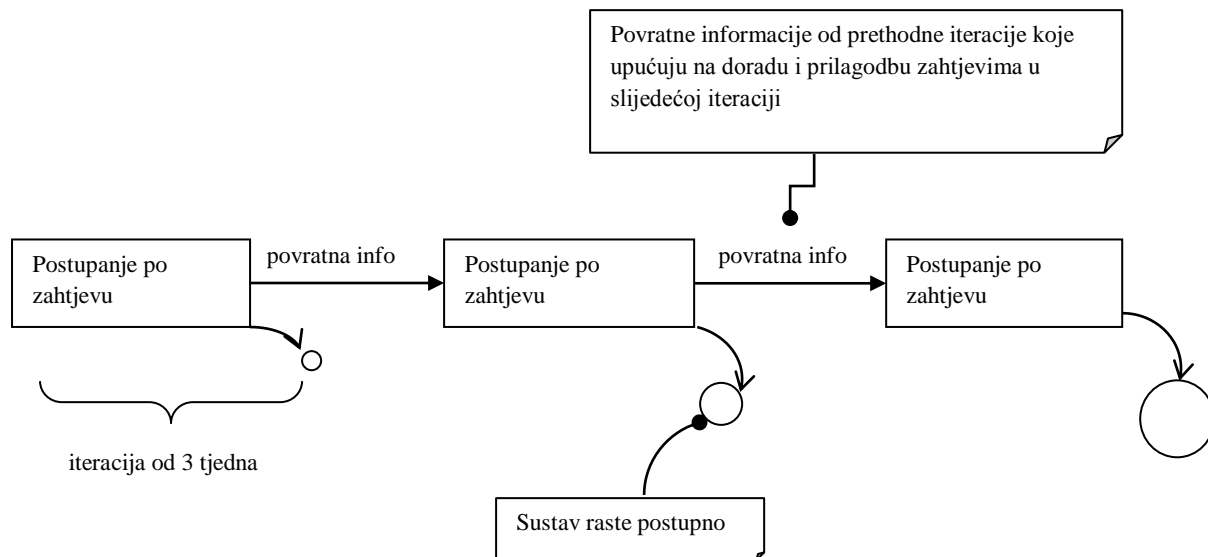 Povratne informacije od prethodne iteracije koje
upućuju na doradu i prilagodbu zahtjevima u
slijedećoj iteraciji
Postupanje po
zahtjevu
povratna info
Postupanje po
zahtjevu
povratna info
Postupanje po
zahtjevu
iteracija od 3 tjedna
Sustav raste postupno